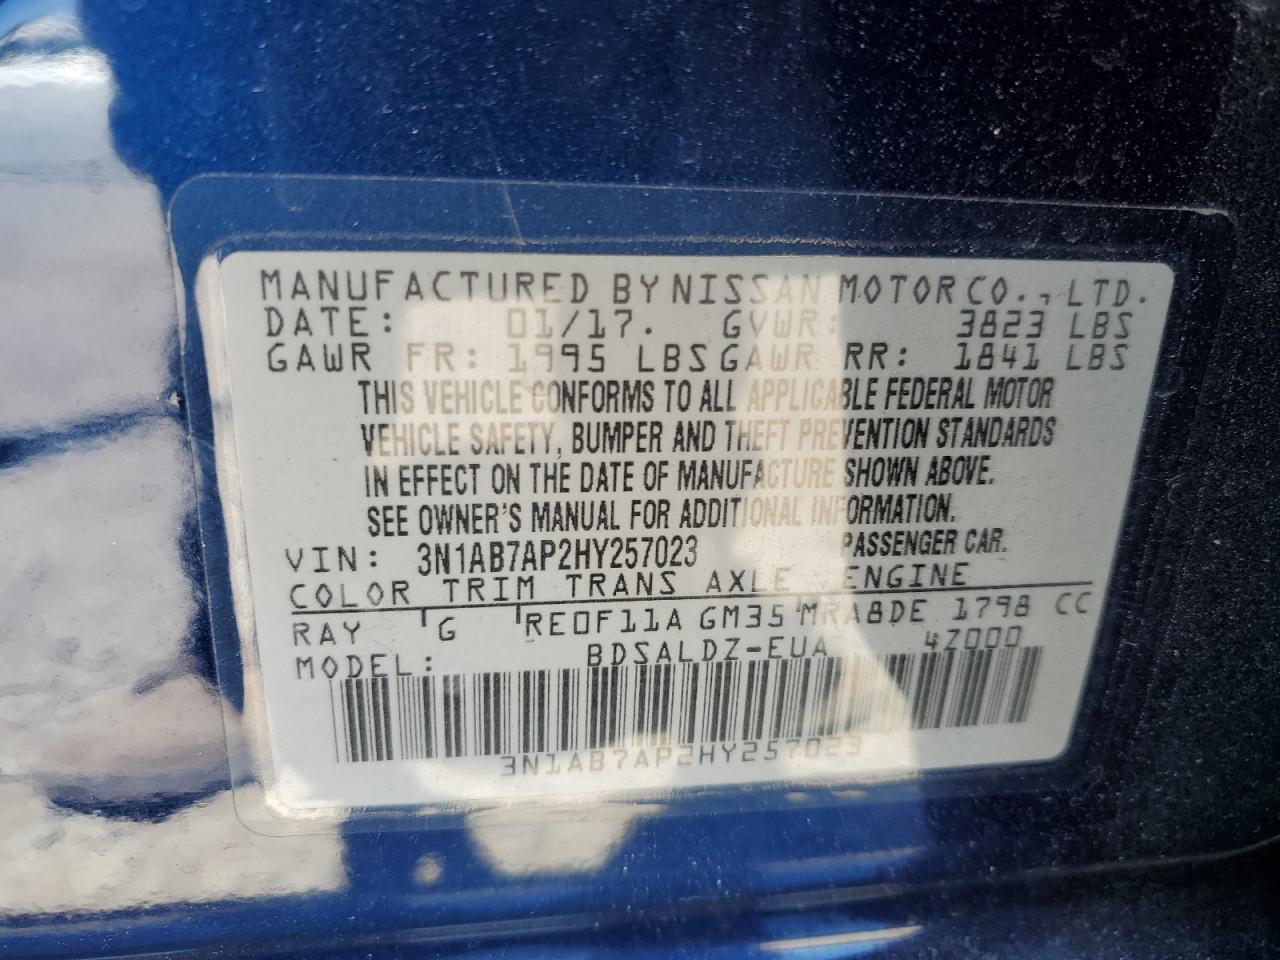 MANUFACTURED BY NISSAN MOTOR CO., LTD.
DATE: 01/17. GVWR: 3823 LBS
GAWR FR: 1995 LBS GAWR RR: 1841 LBS
THIS VEHICLE CONFORMS TO ALL APPLICABLE FEDERAL MOTOR
VEHICLE SAFETY, BUMPER AND THEFT PREVENTION STANDARDS
IN EFFECT ON THE DATE OF MANUFACTURE SHOWN ABOVE.
SEE OWNER'S MANUAL FOR ADDITIONAL INFORMATION.
VIN: 3N1AB7AP2HY257023 PASSENGER CAR.
COLOR TRIM TRANS AXLE ENGINE
RAY G RE0F11A GM35 MRA8DE 1798 CC
MODEL: BDSALDZ-EUA 4Z000
3N1AB7AP2HY257023